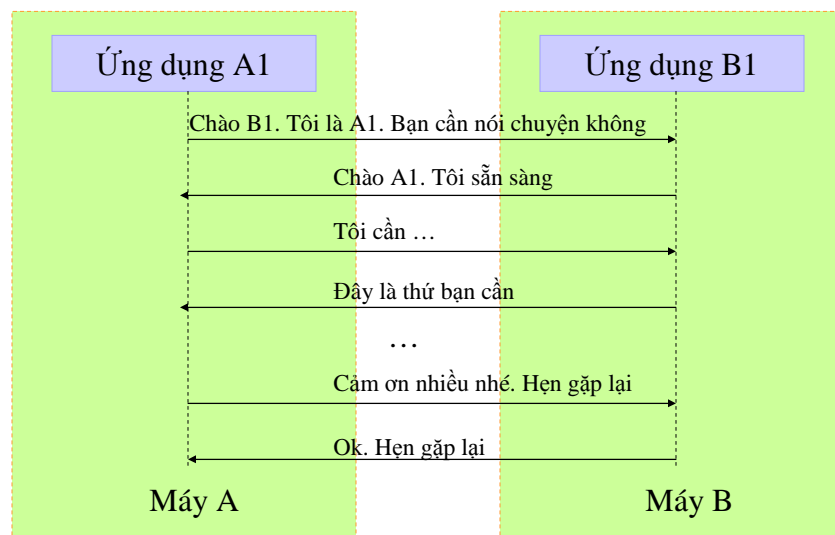 Ứng dụng A1
Ứng dụng B1
Chào B1. Tôi là A1. Bạn cần nói chuyện không
Chào A1. Tôi sẵn sàng
Tôi cần …
Đây là thứ bạn cần
…
Cảm ơn nhiều nhé. Hẹn gặp lại
Ok. Hẹn gặp lại
Máy A
Máy B